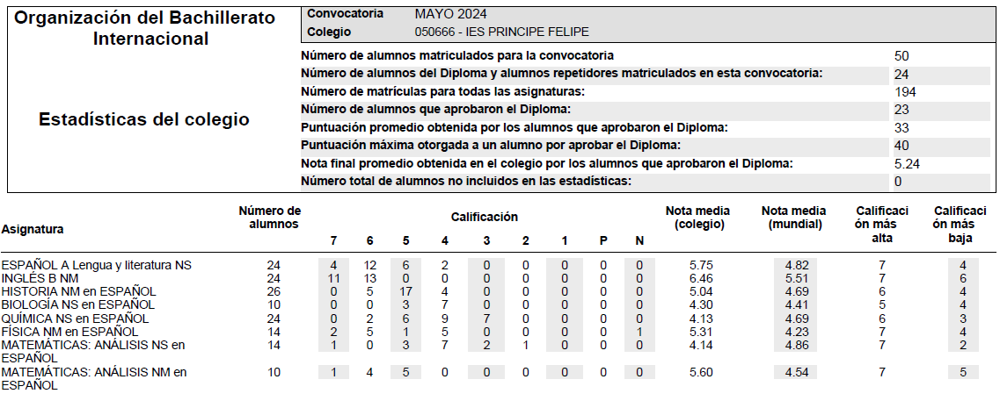 Organización del Bachillerato
Internacional
Estadísticas del colegio
Convocatoria MAYO 2024
Colegio 050666 - IES PRINCIPE FELIPE
Número de alumnos matriculados para la convocatoria 50
Número de alumnos del Diploma y alumnos repetidores matriculados en esta convocatoria: 24
Número de matrículas para todas las asignaturas: 194
Número de alumnos que aprobaron el Diploma: 23
Puntuación promedio obtenida por los alumnos que aprobaron el Diploma: 33
Puntuación máxima otorgada a un alumno por aprobar el Diploma: 40
Nota final promedio obtenida en el colegio por los alumnos que aprobaron el Diploma: 5.24
Número total de alumnos no incluidos en las estadísticas: 0
Asignatura
Número de
alumnos
Calificación
7 6 5 4 3 2 1 P N
Nota media
(colegio)
Nota media
(mundial)
Calificaci
ón más
alta
Calificaci
ón más
baja
ESPAÑOL A Lengua y literatura NS 24 4 12 6 2 0 0 0 0 0 5.75 4.82 7 4
INGLÉS B NM 24 11 13 0 0 0 0 0 0 0 6.46 5.51 7 6
HISTORIA NM en ESPAÑOL 26 0 5 17 4 0 0 0 0 0 5.04 4.69 6 4
BIOLOGÍA NS en ESPAÑOL 10 0 0 3 7 0 0 0 0 0 4.30 4.41 5 4
QUÍMICA NS en ESPAÑOL 24 0 2 6 9 7 0 0 0 0 4.13 4.69 6 3
FÍSICA NM en ESPAÑOL 14 2 5 1 5 0 0 0 0 1 5.31 4.23 7 4
MATEMÁTICAS: ANÁLISIS NS en 14 1 0 3 7 2 1 0 0 0 4.14 4.86 7 2
ESPAÑOL
MATEMÁTICAS: ANÁLISIS NM en 10 1 4 5 0 0 0 0 0 0 5.60 4.54 7 5
ESPAÑOL